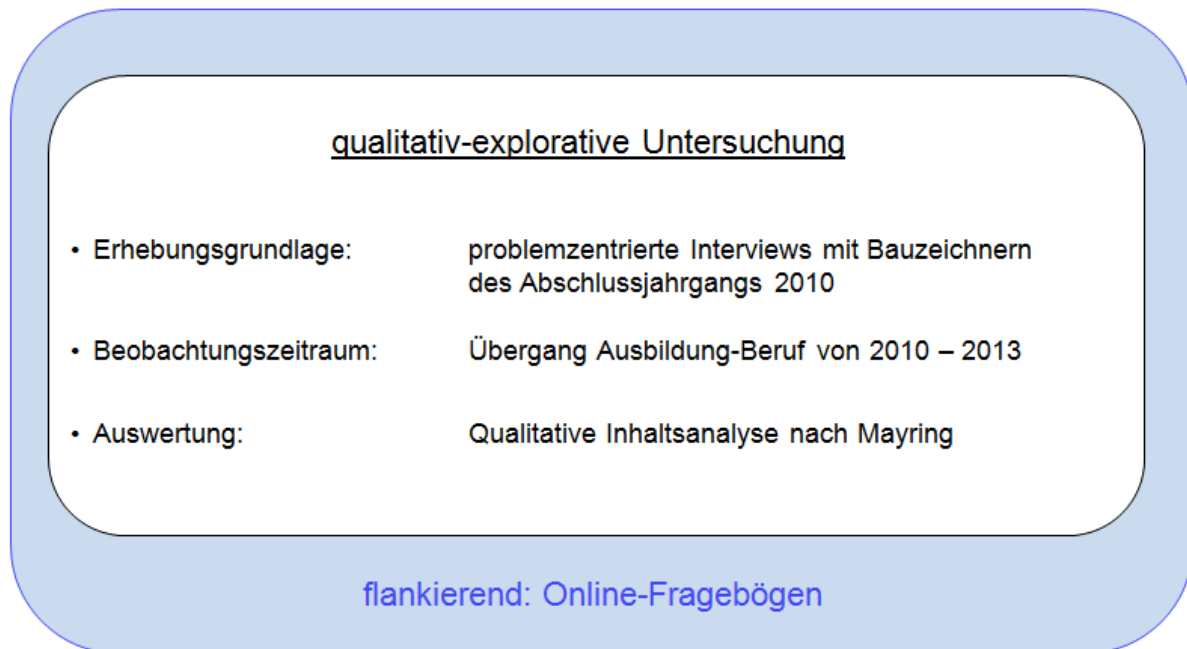 qualitativ-explorative Untersuchung
• Erhebungsgrundlage: problemzentrierte Interviews mit Bauzeichnern
des Abschlussjahrgangs 2010
• Beobachtungszeitraum: Übergang Ausbildung-Beruf von 2010 – 2013
• Auswertung: Qualitative Inhaltsanalyse nach Mayring
flankierend: Online-Fragebögen